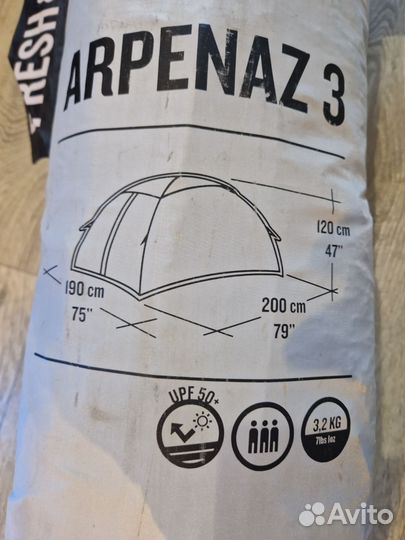 FRESH &
ARPENAZ 3
120 cm
47"
190 cm
75"
200 cm
79"
UPF 50+
3,2 KG
7lbs 1oz
Avito